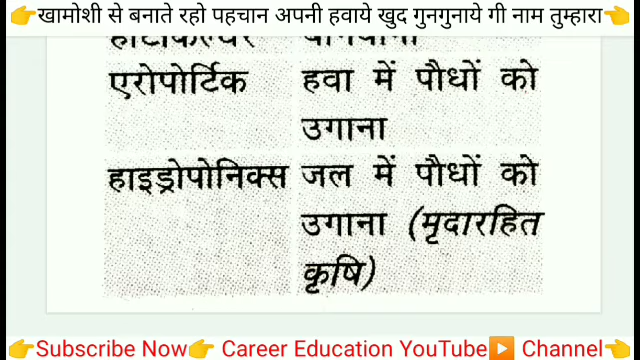 👉खामोशी से बनाते रहो पहचान अपनी हवाये खुद गुनगुनाये गी नाम तुम्हारा👈
एरोपोर्टिक हवा में पौधों को
उगाना
हाइड्रोपोनिक्स जल में पौधों को
उगाना (मृदारहित
कृषि)
👉Subscribe Now👉 Career Education YouTube▶️ Channel👈